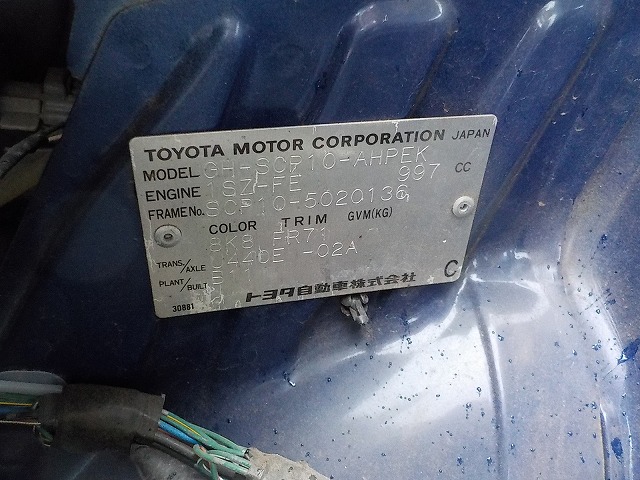 TOYOTA MOTOR CORPORATION JAPAN
MODEL GH-SCP10-AHPEK
ENGINE 1SZ-FE 997 CC
FRAME No. SCP10-5020136
COLOR TRIM GVM(KG)
8K8 FR71
TRANS./AXLE U440E -02A
PLANT/BUILT
トヨタ自動車株式会社 C
30881